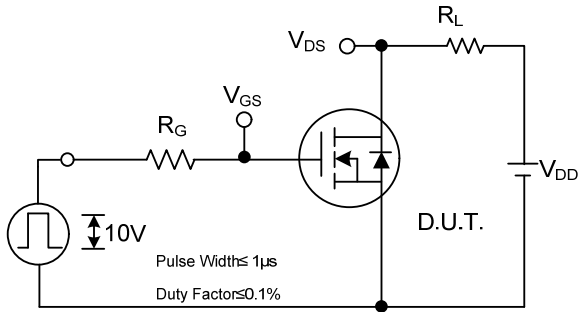 R_L
V_DS
V_GS
R_G
V_DD
D.U.T.
10V
Pulse Width≤ 1μs
Duty Factor≤0.1%